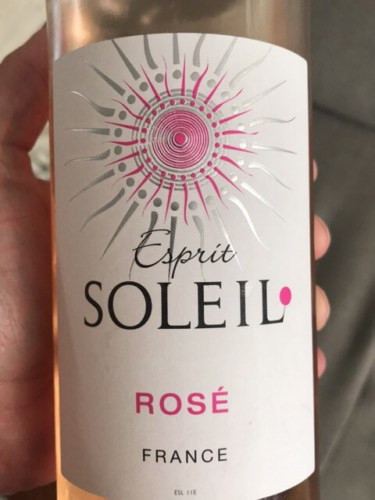 Esprit
SOLEIL
ROSÉ
FRANCE